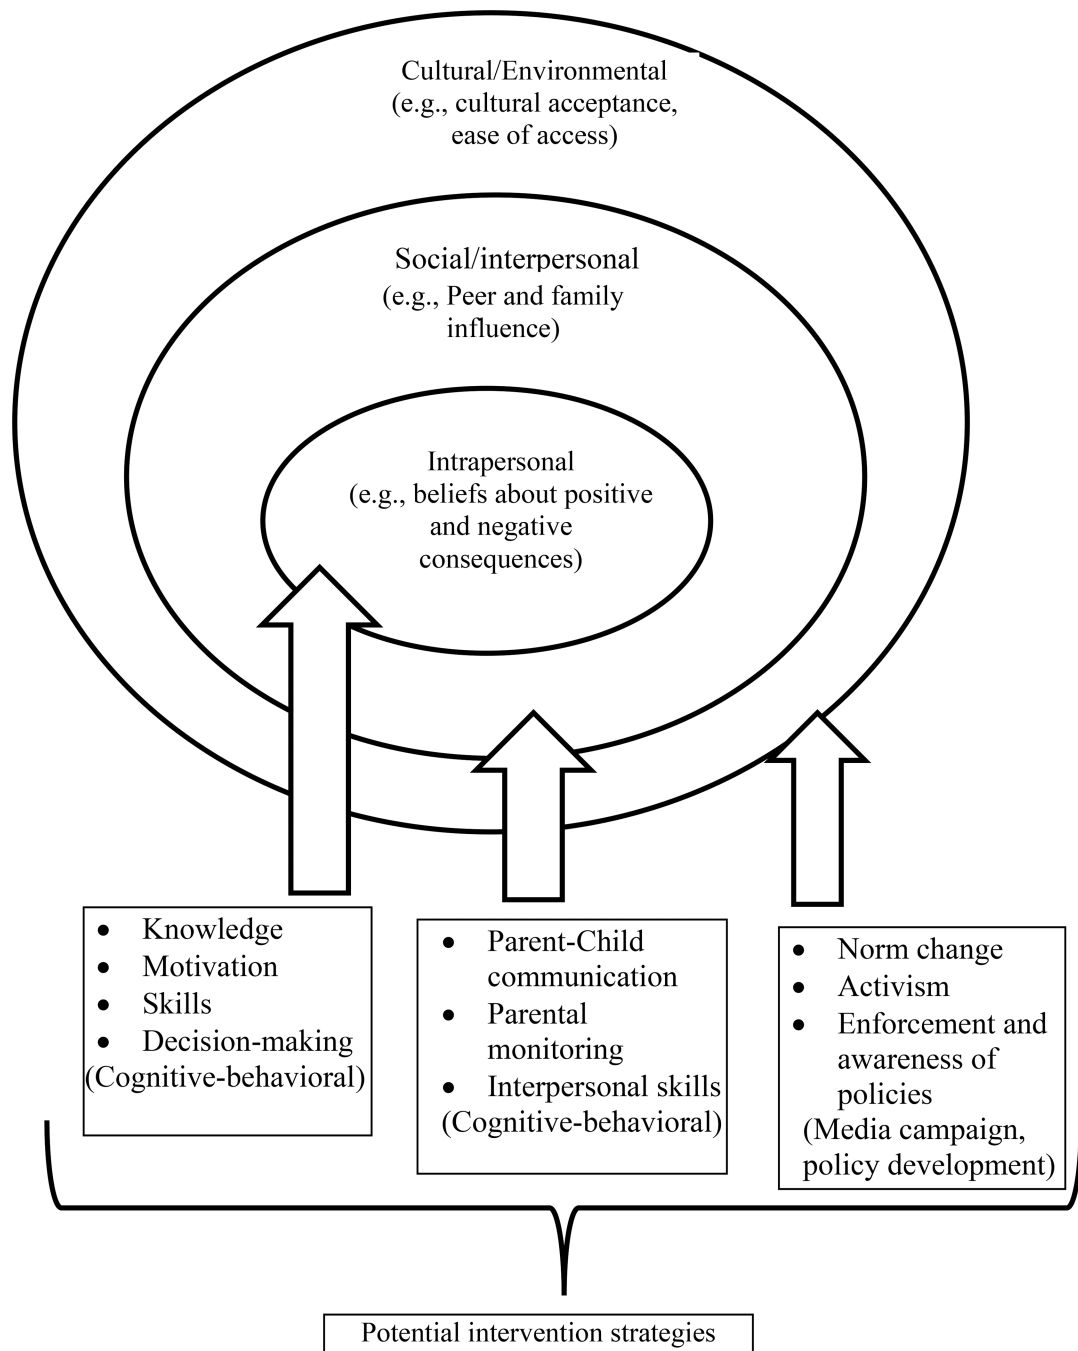 Cultural/Environmental
(e.g., cultural acceptance,
ease of access)
Social/interpersonal
(e.g., Peer and family
influence)
Intrapersonal
(e.g., beliefs about positive
and negative
consequences)
• Knowledge
• Motivation
• Skills
• Decision-making
(Cognitive-behavioral)
• Parent-Child
communication
• Parental
monitoring
• Interpersonal skills
(Cognitive-behavioral)
• Norm change
• Activism
• Enforcement and
awareness of
policies
(Media campaign,
policy development)
Potential intervention strategies